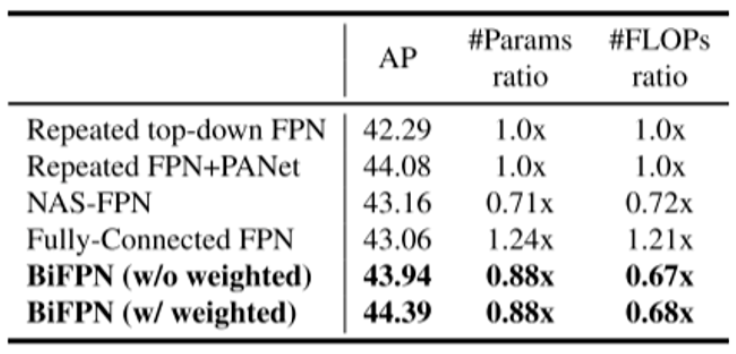 AP #Params ratio #FLOPs ratio
Repeated top-down FPN 42.29 1.0x 1.0x
Repeated FPN+PANet 44.08 1.0x 1.0x
NAS-FPN 43.16 0.71x 0.72x
Fully-Connected FPN 43.06 1.24x 1.21x
BiFPN (w/o weighted) 43.94 0.88x 0.67x
BiFPN (w/ weighted) 44.39 0.88x 0.68x